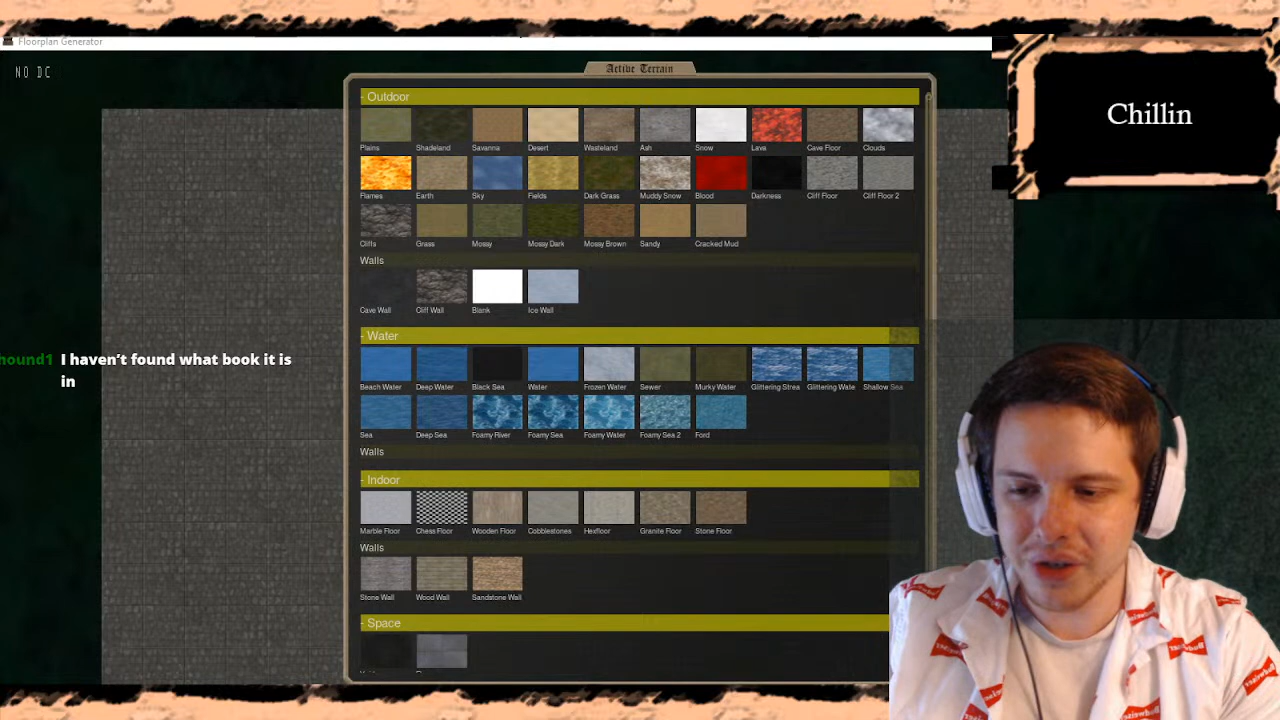 Floorplan Generator
NO DC
Active Terrain
Chillin
- Outdoor
Plains Shadeland Savanna Desert Wasteland Ash Snow Lava Cave Floor Clouds
Flames Earth Sky Fields Dark Grass Muddy Snow Blood Darkness Cliff Floor Cliff Floor 2
Cliffs Grass Mossy Mossy Dark Mossy Brown Sandy Cracked Mud
Walls
Cave Wall Cliff Wall Blank Ice Wall
- Water
Beach Water Deep Water Black Sea Water Frozen Water Sewer Murky Water Glittering Strea Glittering Wate Shallow Sea
Sea Deep Sea Foamy River Foamy Sea Foamy Water Foamy Sea 2 Ford
Walls
- Indoor
Marble Floor Chess Floor Wooden Floor Cobblestones Hexfloor Granite Floor Stone Floor
Walls
Stone Wall Wood Wall Sandstone Wall
- Space
hound1 I haven't found what book it is
in
Budweiser